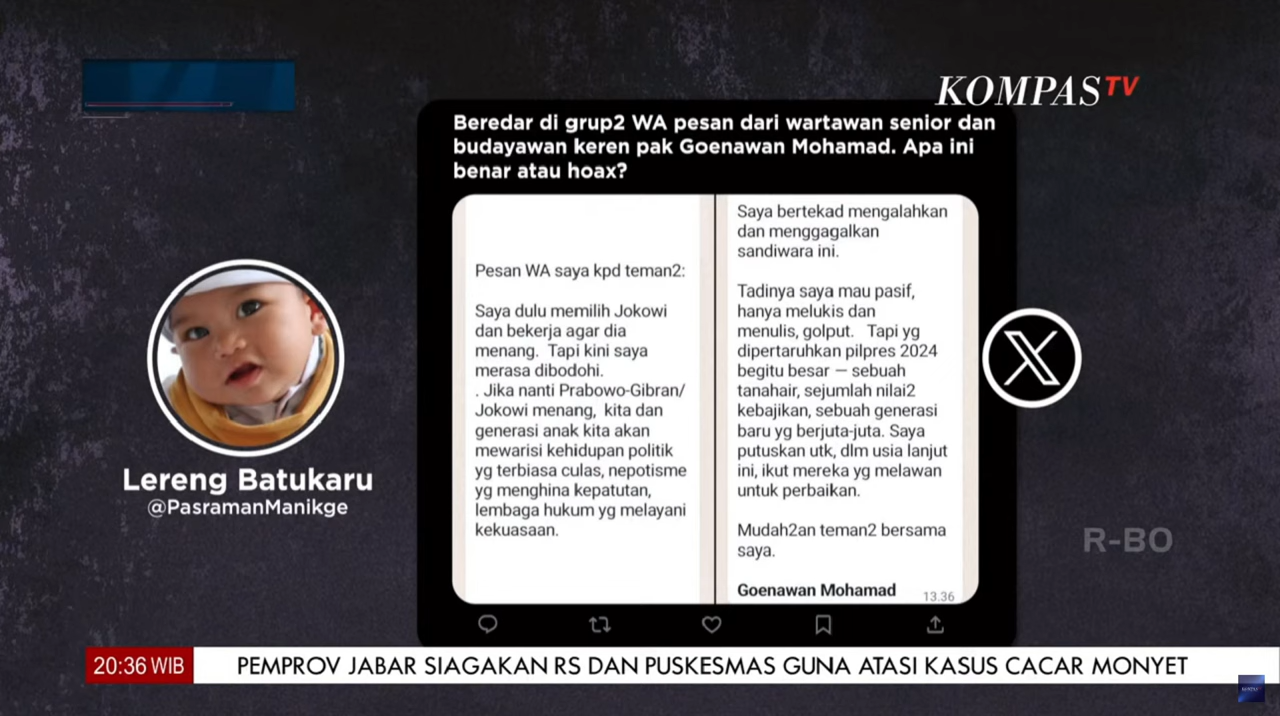 KOMPAS TV
Beredar di grup2 WA pesan dari wartawan senior dan
budayawan keren pak Goenawan Mohamad. Apa ini
benar atau hoax?
Pesan WA saya kpd teman2:
Saya dulu memilih Jokowi
dan bekerja agar dia
menang. Tapi kini saya
merasa dibodohi.
. Jika nanti Prabowo-Gibran/
Jokowi menang, kita dan
generasi anak kita akan
mewarisi kehidupan politik
yg terbiasa culas, nepotisme
yg menghina kepatutan,
lembaga hukum yg melayani
kekuasaan.
Saya bertekad mengalahkan
dan menggagalkan
sandiwara ini.
Tadinya saya mau pasif,
hanya melukis dan
menulis, golput. Tapi yg
dipertaruhkan pilpres 2024
begitu besar — sebuah
tanahair, sejumlah nilai2
kebajikan, sebuah generasi
baru yg berjuta-juta. Saya
putuskan utk, dlm usia lanjut
ini, ikut mereka yg melawan
untuk perbaikan.
Mudah2an teman2 bersama
saya.
Goenawan Mohamad
13.36
Lereng Batukaru
@PasramanManikge
X
R-BO
20:36 WIB
PEMPROV JABAR SIAGAKAN RS DAN PUSKESMAS GUNA ATASI KASUS CACAR MONYET